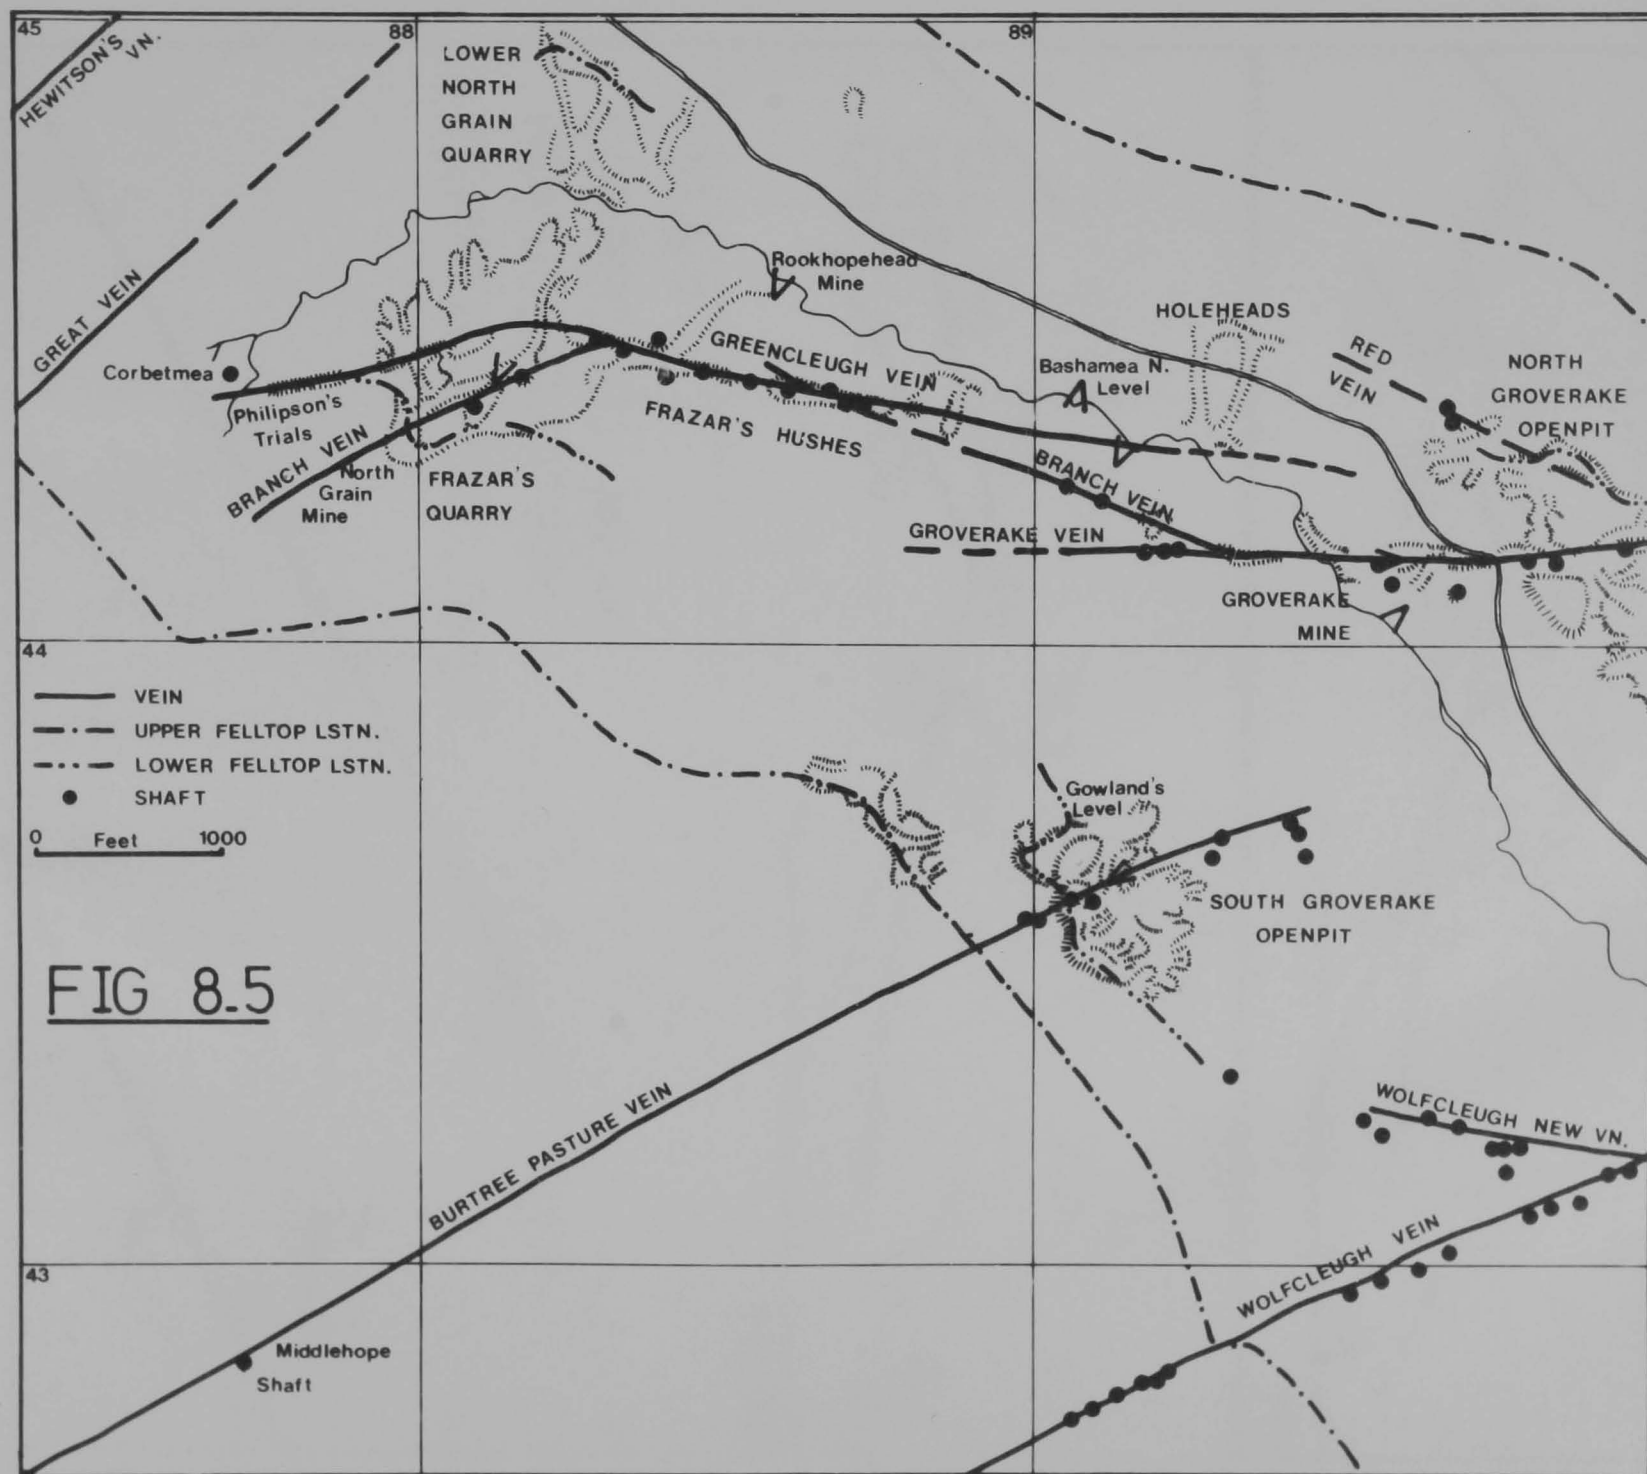 45
88
89
HEWITSON'S
VN.
LOWER
NORTH
GRAIN
QUARRY
GREAT VEIN
Rookhopehead
Mine
HOLEHEADS
RED
VEIN
NORTH
GROVERAKE
OPENPIT
Corbetmea
GREENCLEUGH VEIN
Bashamea N.
Level
Philipson's
Trials
FRAZAR'S HUSHES
BRANCH VEIN
North
Grain
Mine
FRAZAR'S
QUARRY
BRANCH VEIN
GROVERAKE VEIN
GROVERAKE
MINE
44
VEIN
UPPER FELLTOP LSTN.
LOWER FELLTOP LSTN.
SHAFT
0 Feet 1000
Gowland's
Level
SOUTH GROVERAKE
OPENPIT
FIG 8.5
BURTREE PASTURE VEIN
WOLFCLEUGH NEW VN.
WOLFCLEUGH VEIN
43
Middlehope
Shaft